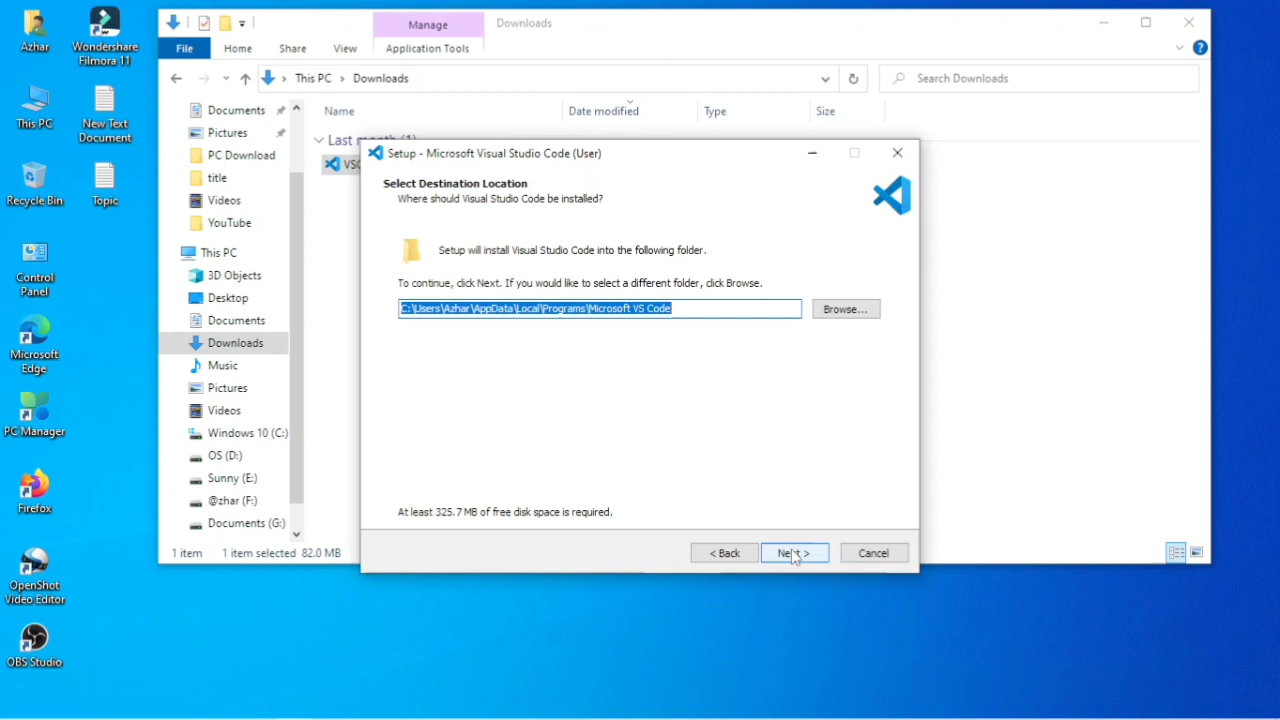 Azhar
Wondershare
Filmora 11
This PC
New Text
Document
Recycle Bin
Topic
Control
Panel
Microsoft
Edge
PC Manager
Firefox
OpenShot
Video Editor
OBS Studio
Manage
Downloads
File
Home
Share
View
Application Tools
This PC
Downloads
Search Downloads
Documents
Pictures
PC Download
title
Videos
YouTube
This PC
3D Objects
Desktop
Documents
Downloads
Music
Pictures
Videos
Windows 10 (C:)
OS (D:)
Sunny (E:)
@zhar (F:)
Documents (G:)
Name
Date modified
Type
Size
Last month (1)
Setup - Microsoft Visual Studio Code (User)
Select Destination Location
Where should Visual Studio Code be installed?
Setup will install Visual Studio Code into the following folder.
To continue, click Next. If you would like to select a different folder, click Browse.
C:\Users\Azhar\AppData\Local\Programs\Microsoft VS Code
Browse...
At least 325.7 MB of free disk space is required.
< Back
Next >
Cancel
1 item
1 item selected 82.0 MB